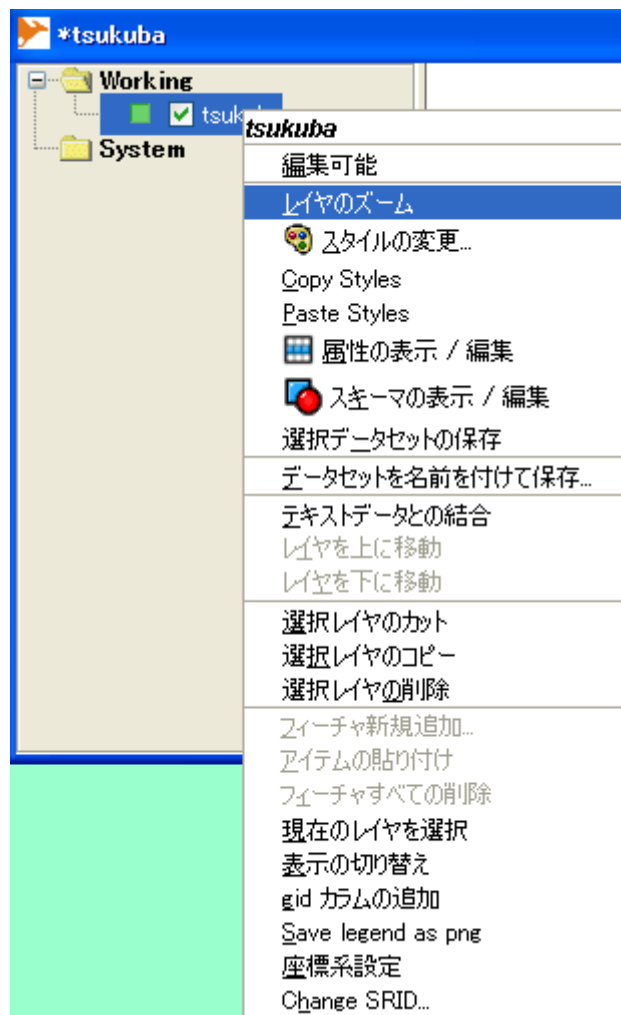 *tsukuba
Working
tsuk
System
tsukuba
編集可能
レイヤのズーム
スタイルの変更...
Copy Styles
Paste Styles
属性の表示 / 編集
スキーマの表示 / 編集
選択データセットの保存
データセットを名前を付けて保存...
テキストデータとの結合
レイヤを上に移動
レイヤを下に移動
選択レイヤのカット
選択レイヤのコピー
選択レイヤの削除
フィーチャ新規追加...
アイテムの貼り付け
フィーチャすべての削除
現在のレイヤを選択
表示の切り替え
gid カラムの追加
Save legend as png
座標系設定
Change SRID...